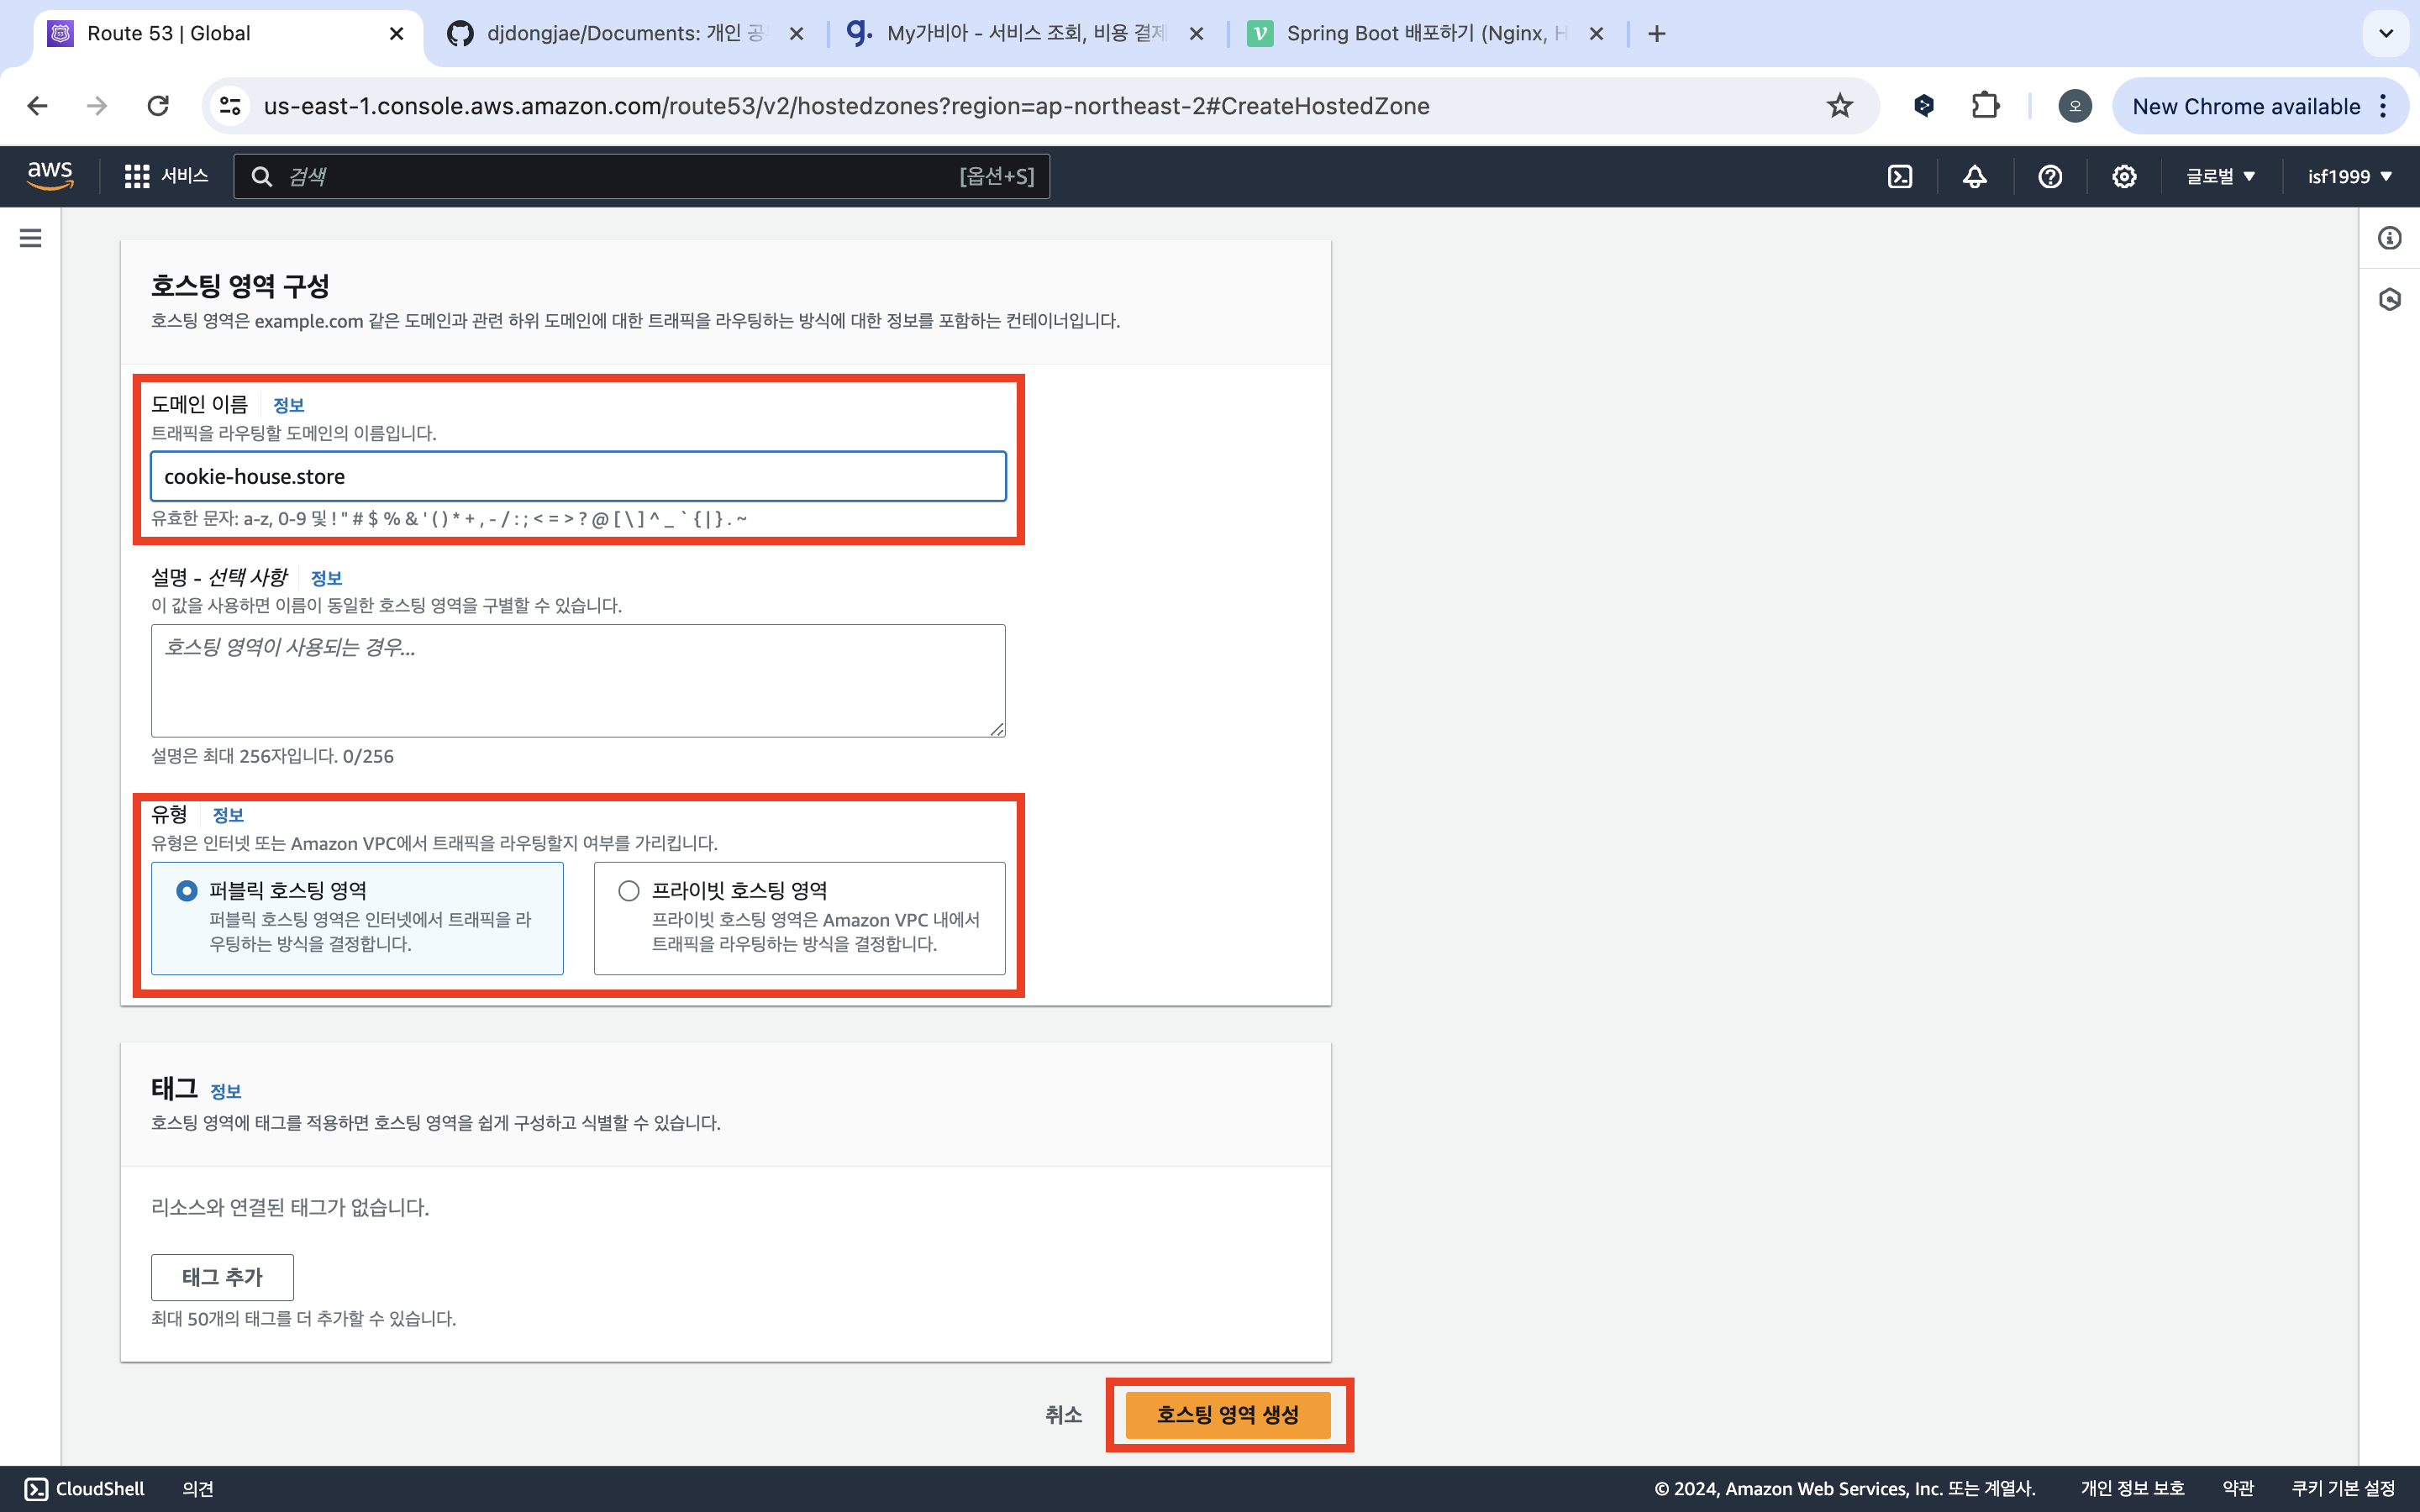 Route 53 | Global
djdongjae/Documents: 개인 공
My가비아 - 서비스 조회, 비용 결제
Spring Boot 배포하기 (Nginx, H
us-east-1.console.aws.amazon.com/route53/v2/hostedzones?region=ap-northeast-2#CreateHostedZone
오
New Chrome available
aws
서비스
검색
[옵션+S]
글로벌
isf1999
호스팅 영역 구성
호스팅 영역은 example.com 같은 도메인과 관련 하위 도메인에 대한 트래픽을 라우팅하는 방식에 대한 정보를 포함하는 컨테이너입니다.
도메인 이름 정보
트래픽을 라우팅할 도메인의 이름입니다.
cookie-house.store
유효한 문자: a-z, 0-9 및 ! " # $ % & ' ( ) * + , - / : ; < = > ? @ [ \ ] ^ _ ` { | } . ~
설명 - 선택 사항 정보
이 값을 사용하면 이름이 동일한 호스팅 영역을 구별할 수 있습니다.
호스팅 영역이 사용되는 경우...
설명은 최대 256자입니다. 0/256
유형 정보
유형은 인터넷 또는 Amazon VPC에서 트래픽을 라우팅할지 여부를 가리킵니다.
퍼블릭 호스팅 영역
퍼블릭 호스팅 영역은 인터넷에서 트래픽을 라
우팅하는 방식을 결정합니다.
프라이빗 호스팅 영역
프라이빗 호스팅 영역은 Amazon VPC 내에서
트래픽을 라우팅하는 방식을 결정합니다.
태그 정보
호스팅 영역에 태그를 적용하면 호스팅 영역을 쉽게 구성하고 식별할 수 있습니다.
리소스와 연결된 태그가 없습니다.
태그 추가
최대 50개의 태그를 더 추가할 수 있습니다.
취소
호스팅 영역 생성
CloudShell
의견
© 2024, Amazon Web Services, Inc. 또는 계열사.
개인 정보 보호
약관
쿠키 기본 설정